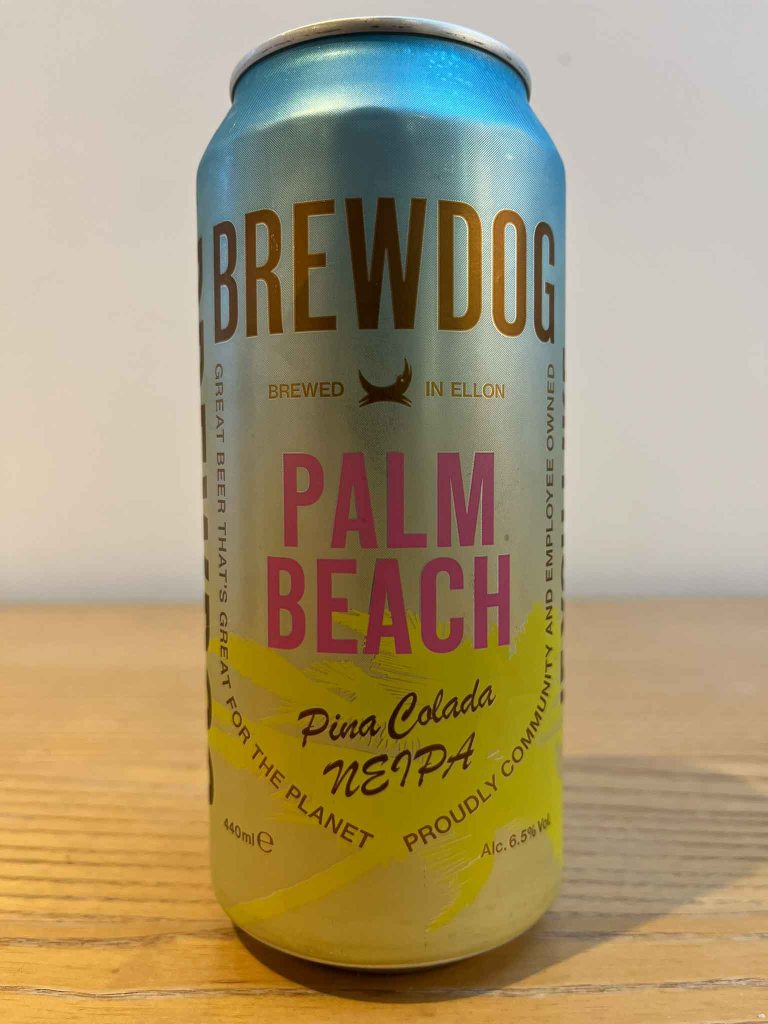 BREWDOG
BREWED IN ELLON
PALM
BEACH
Pina Colada
NEIPA
GREAT BEER THAT'S GREAT FOR THE PLANET
PROUDLY COMMUNITY AND EMPLOYEE OWNED
440ml e
Alc. 6.5% Vol.